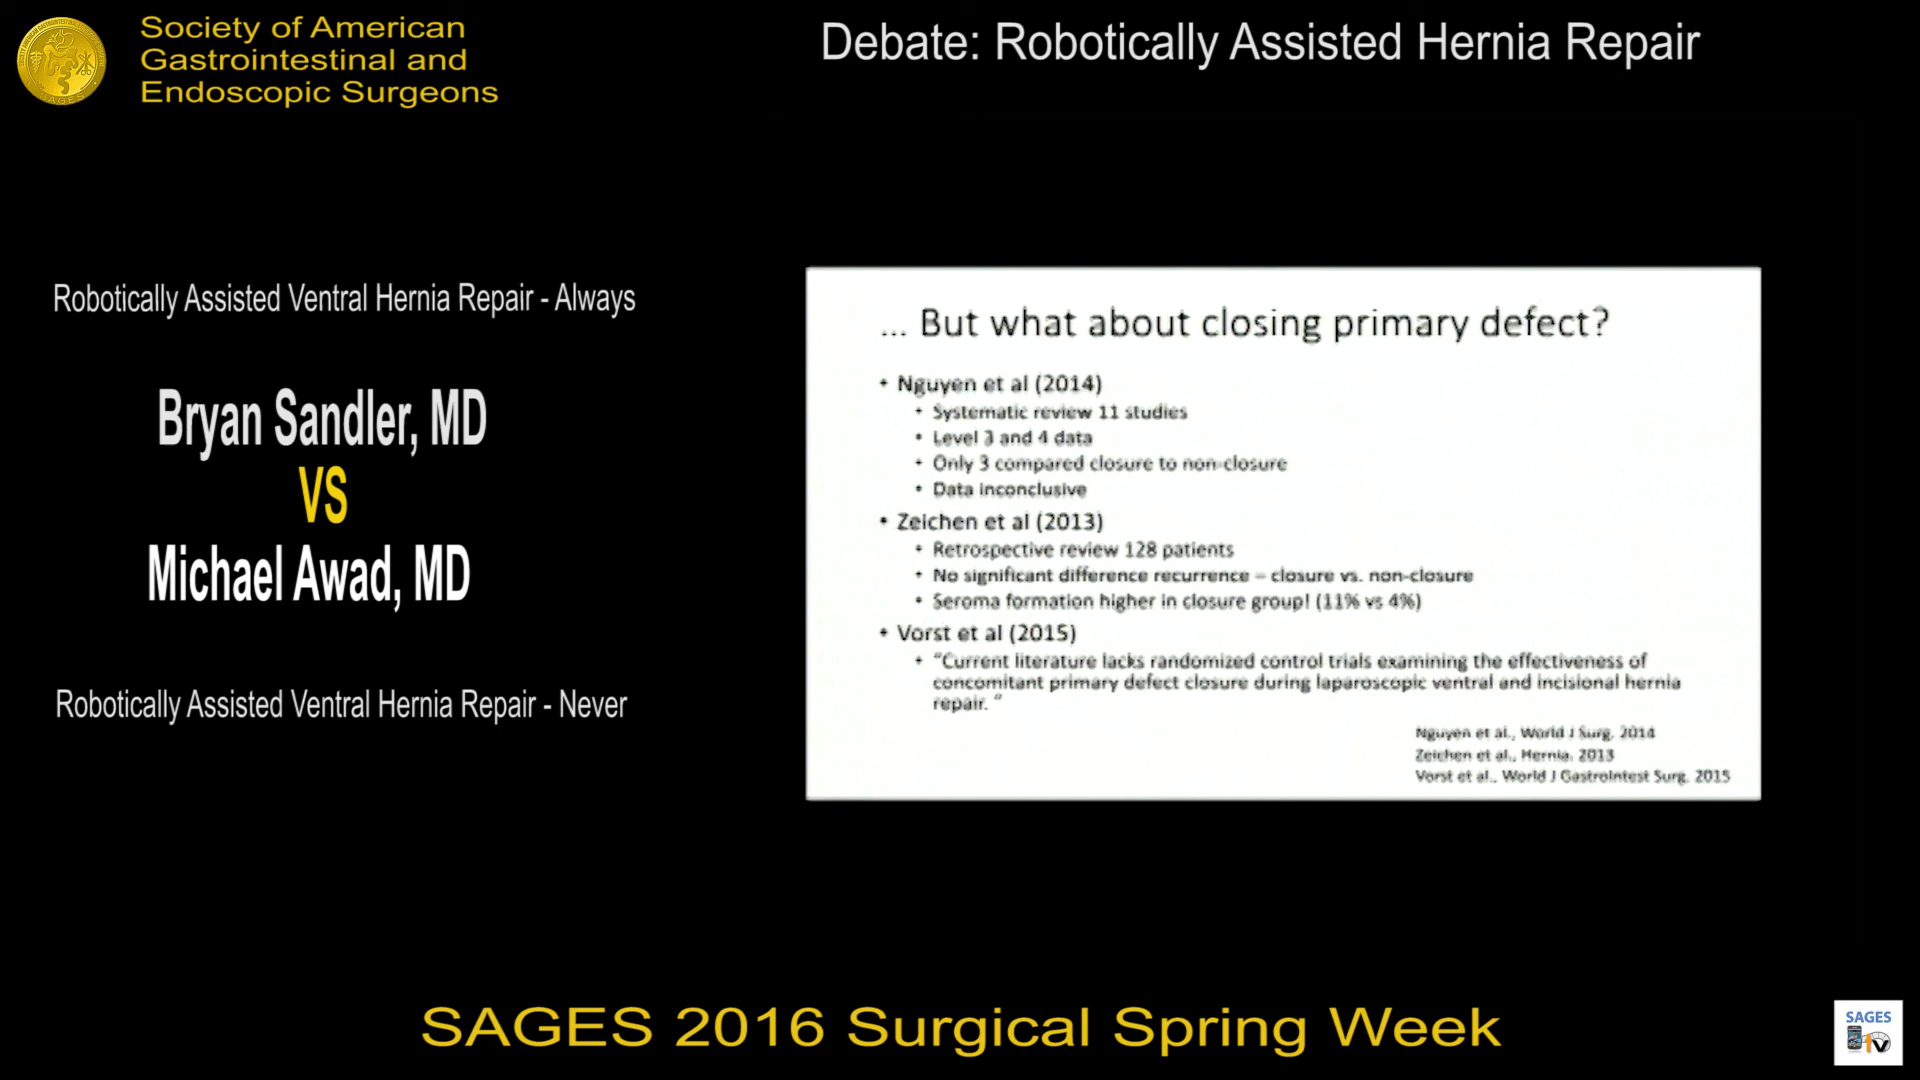 Society of American
Gastrointestinal and
Endoscopic Surgeons
Debate: Robotically Assisted Hernia Repair
Robotically Assisted Ventral Hernia Repair - Always
Bryan Sandler, MD
VS
Michael Awad, MD
Robotically Assisted Ventral Hernia Repair - Never
... But what about closing primary defect?
• Nguyen et al (2014)
• Systematic review 11 studies
• Level 3 and 4 data
• Only 3 compared closure to non-closure
• Data inconclusive
• Zeichen et al (2013)
• Retrospective review 128 patients
• No significant difference recurrence – closure vs. non-closure
• Seroma formation higher in closure group! (11% vs 4%)
• Vorst et al (2015)
• "Current literature lacks randomized control trials examining the effectiveness of
concomitant primary defect closure during laparoscopic ventral and incisional hernia
repair. "
Nguyen et al., World J Surg. 2014
Zeichen et al., Hernia. 2013
Vorst et al., World J GastroIntest Surg. 2015
SAGES 2016 Surgical Spring Week
SAGES
TV